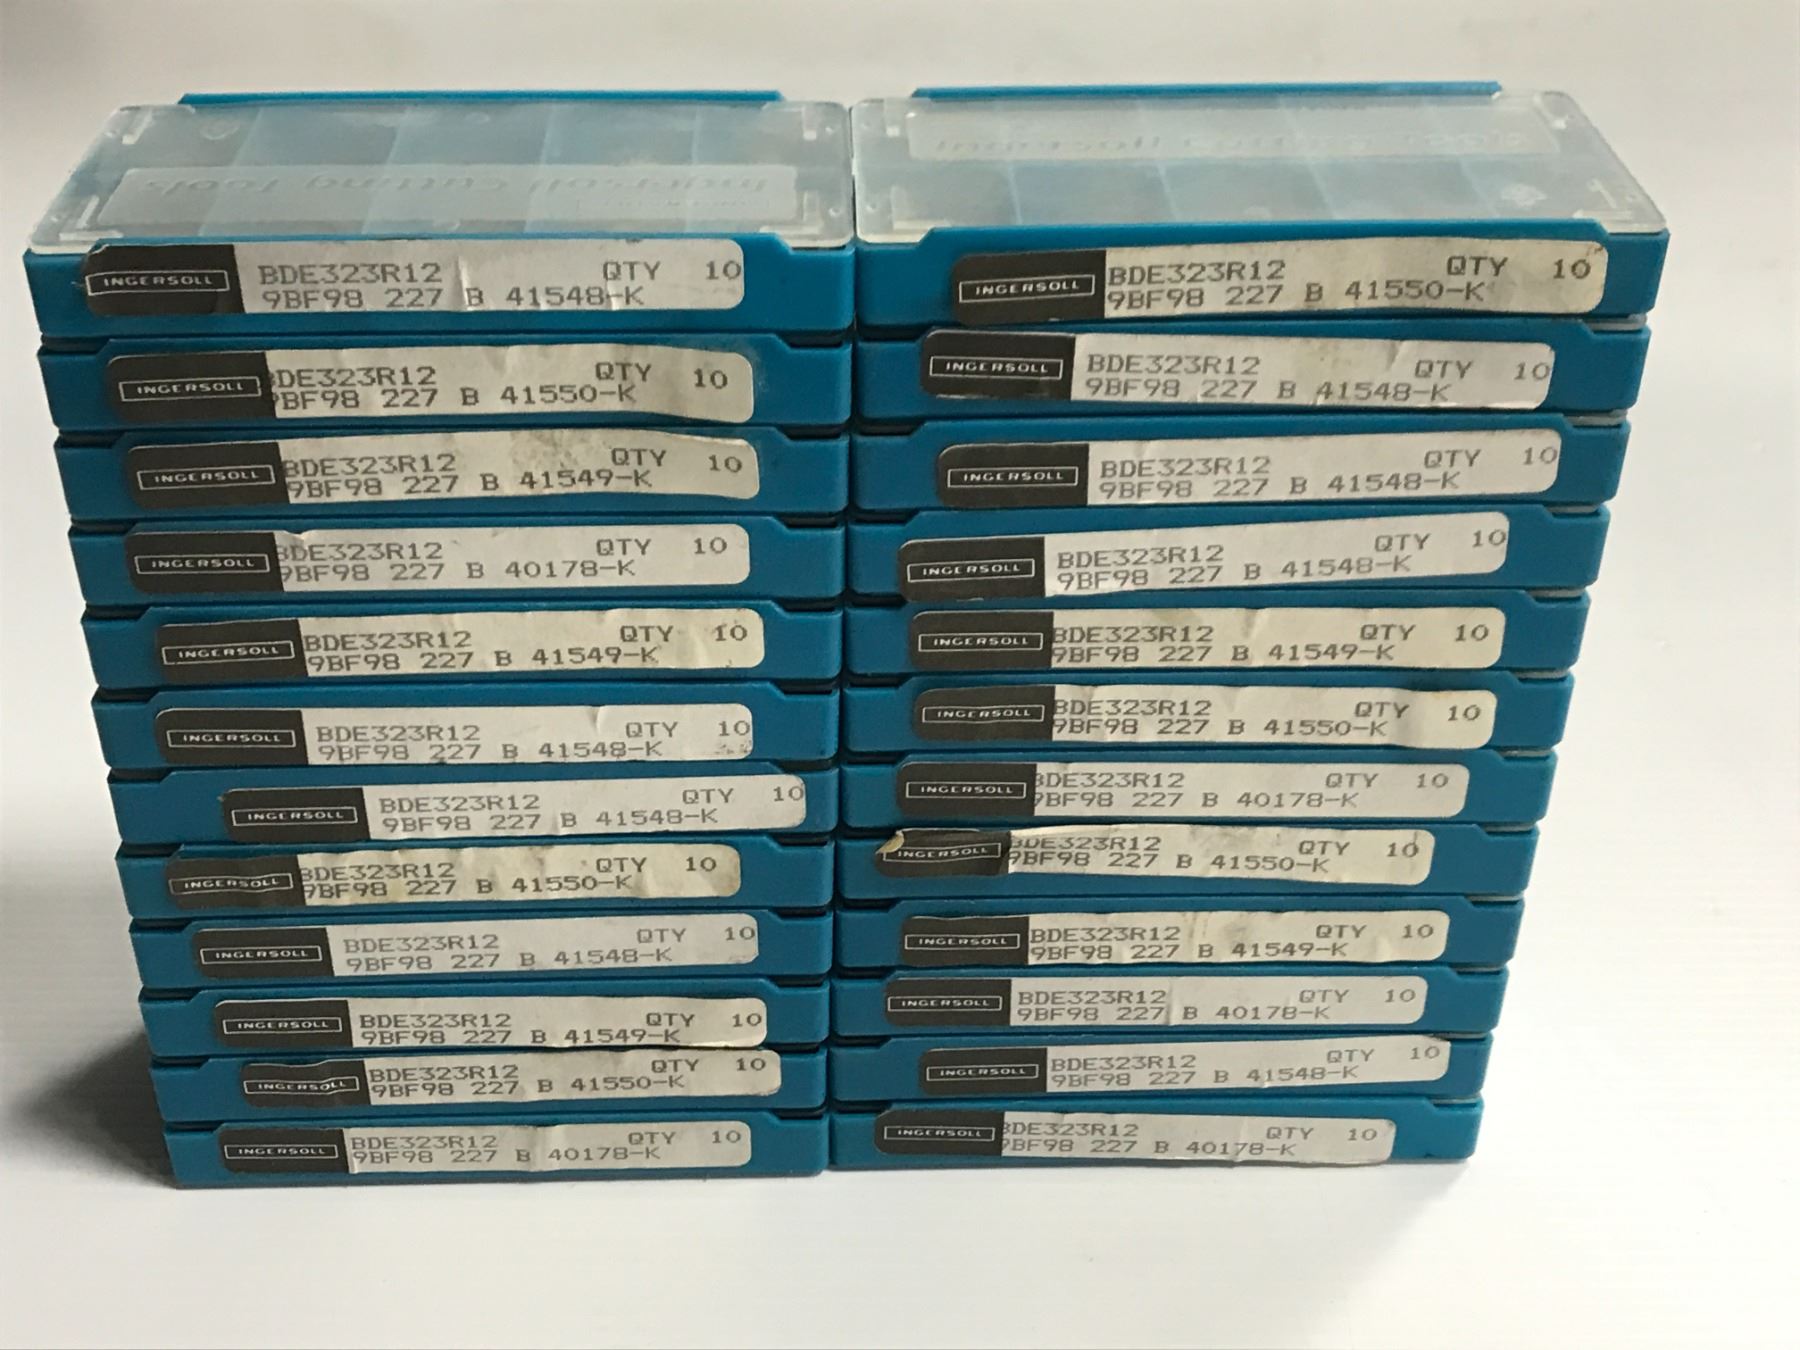 Ingersoll Cutting Tools
INGERSOLL BDE323R12 QTY 10
9BF98 227 B 41548-K
INGERSOLL BDE323R12 QTY 10
9BF98 227 B 41550-K
INGERSOLL BDE323R12 QTY 10
9BF98 227 B 41549-K
INGERSOLL BDE323R12 QTY 10
9BF98 227 B 40178-K
INGERSOLL BDE323R12 QTY 10
9BF98 227 B 41549-K
INGERSOLL BDE323R12 QTY 10
9BF98 227 B 41548-K
INGERSOLL BDE323R12 QTY 10
9BF98 227 B 41548-K
INGERSOLL BDE323R12 QTY 10
9BF98 227 B 41550-K
INGERSOLL BDE323R12 QTY 10
9BF98 227 B 41548-K
INGERSOLL BDE323R12 QTY 10
9BF98 227 B 41549-K
INGERSOLL BDE323R12 QTY 10
9BF98 227 B 41550-K
INGERSOLL BDE323R12 QTY 10
9BF98 227 B 40178-K
INGERSOLL BDE323R12 QTY 10
9BF98 227 B 41550-K
INGERSOLL BDE323R12 QTY 10
9BF98 227 B 41548-K
INGERSOLL BDE323R12 QTY 10
9BF98 227 B 41548-K
INGERSOLL BDE323R12 QTY 10
9BF98 227 B 41548-K
INGERSOLL BDE323R12 QTY 10
9BF98 227 B 41549-K
INGERSOLL BDE323R12 QTY 10
9BF98 227 B 41550-K
INGERSOLL BDE323R12 QTY 10
9BF98 227 B 40178-K
INGERSOLL BDE323R12 QTY 10
9BF98 227 B 41550-K
INGERSOLL BDE323R12 QTY 10
9BF98 227 B 41549-K
INGERSOLL BDE323R12 QTY 10
9BF98 227 B 40178-K
INGERSOLL BDE323R12 QTY 10
9BF98 227 B 41548-K
INGERSOLL BDE323R12 QTY 10
9BF98 227 B 40178-K